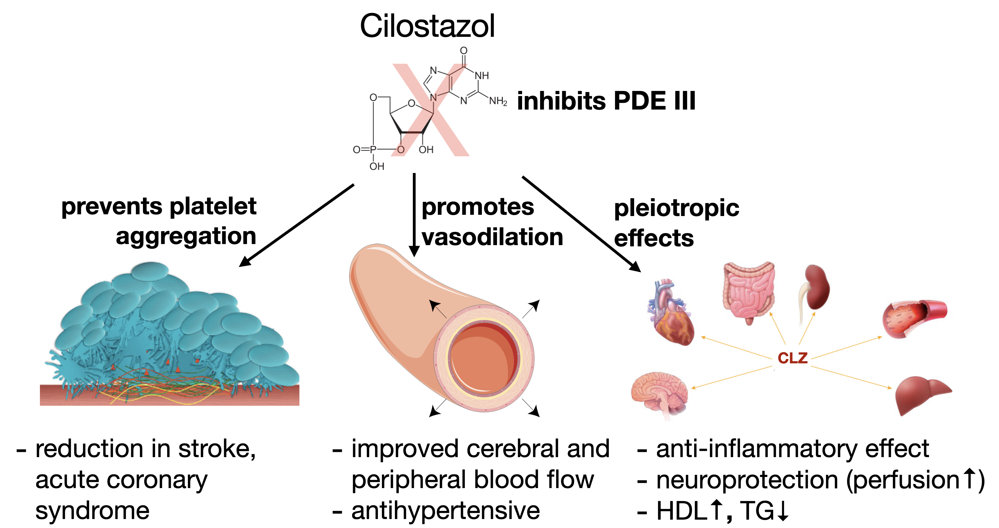 Cilostazol
O
N
NH
N
N
NH₂
O
O
O=P
O
OH
OH
inhibits PDE III
prevents platelet
aggregation
promotes
vasodilation
pleiotropic
effects
CLZ
- reduction in stroke,
acute coronary
syndrome
- improved cerebral and
peripheral blood flow
- antihypertensive
- anti-inflammatory effect
- neuroprotection (perfusion↑)
- HDL↑, TG↓